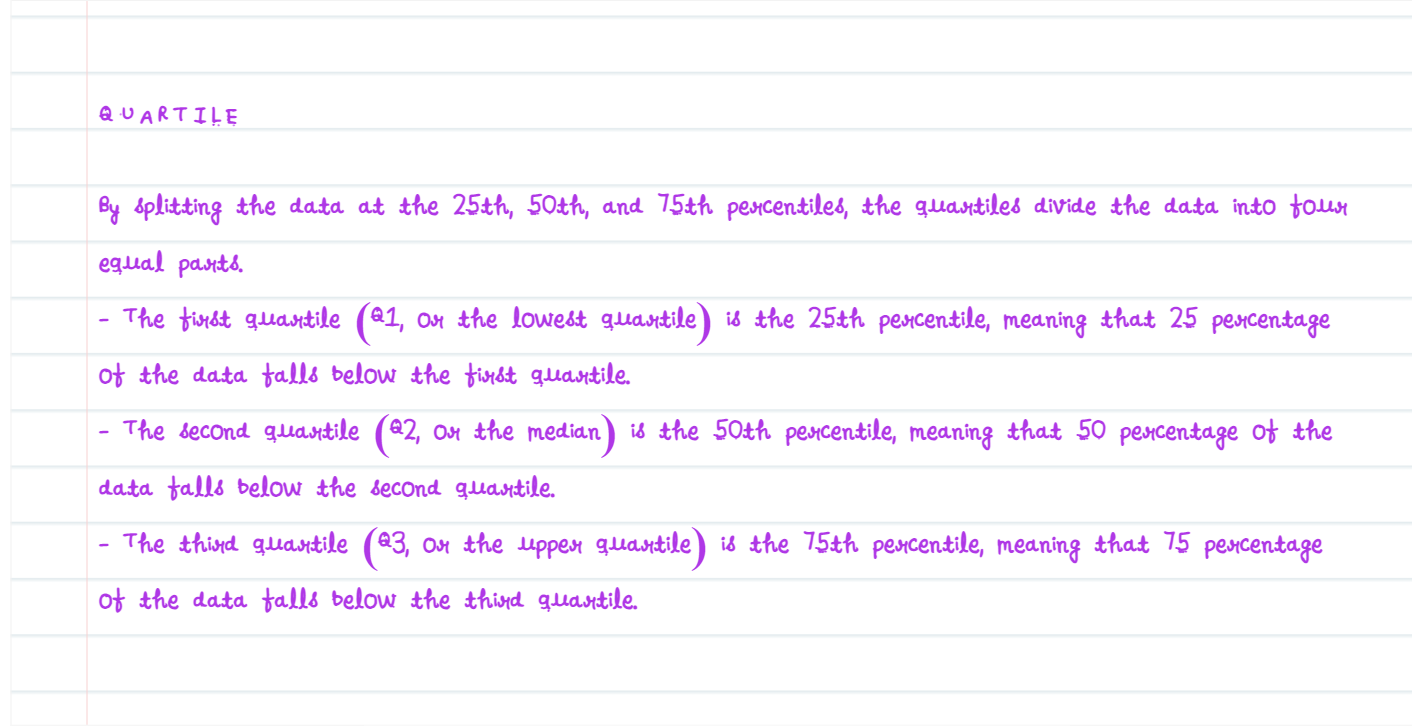 QUARTILE
By splitting the data at the 25th, 50th, and 75th percentiles, the quartiles divide the data into four
equal parts.
- The first quartile (Q1, or the lowest quartile) is the 25th percentile, meaning that 25 percentage
of the data falls below the first quartile.
- The second quartile (Q2, or the median) is the 50th percentile, meaning that 50 percentage of the
data falls below the second quartile.
- The third quartile (Q3, or the upper quartile) is the 75th percentile, meaning that 75 percentage
of the data falls below the third quartile.